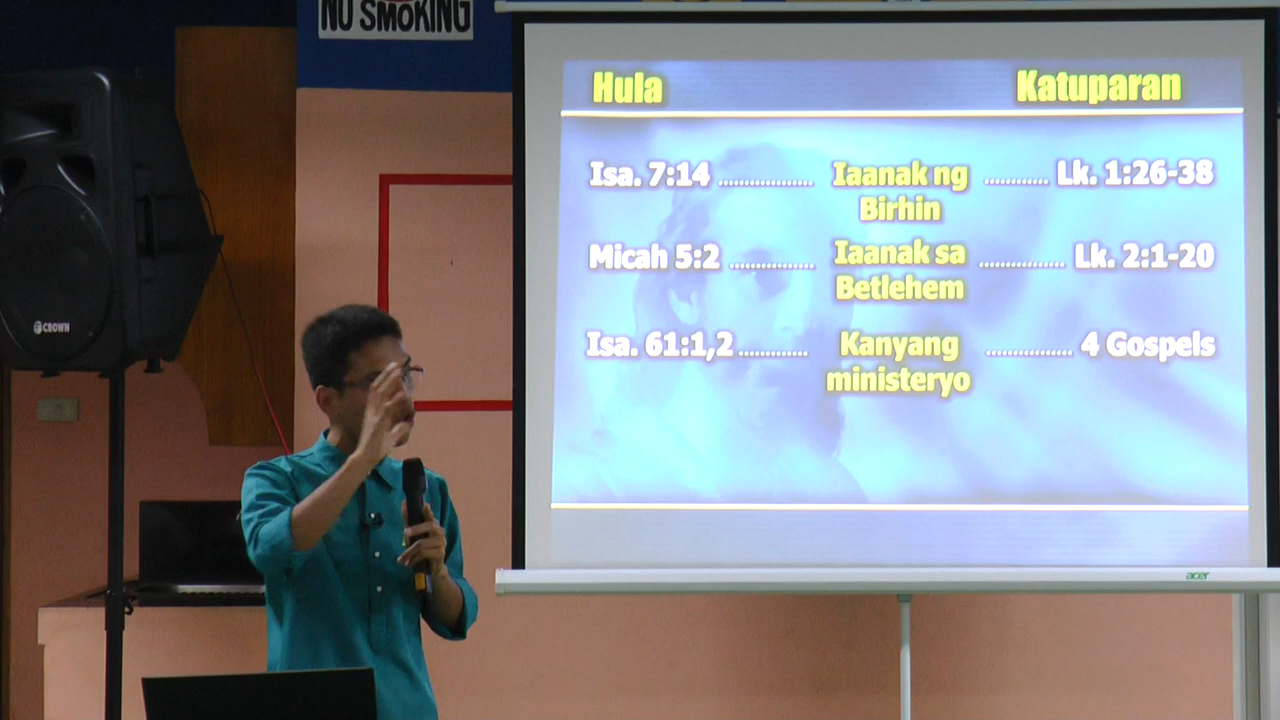 NO SMOKING
Hula Katuparan
Isa. 7:14 .................. Iaanak ng ............ Lk. 1:26-38
Birhin
Micah 5:2 ................ Iaanak sa ................ Lk. 2:1-20
Betlehem
Isa. 61:1,2 ............. Kanyang ................ 4 Gospels
ministeryo
CROWN
acer